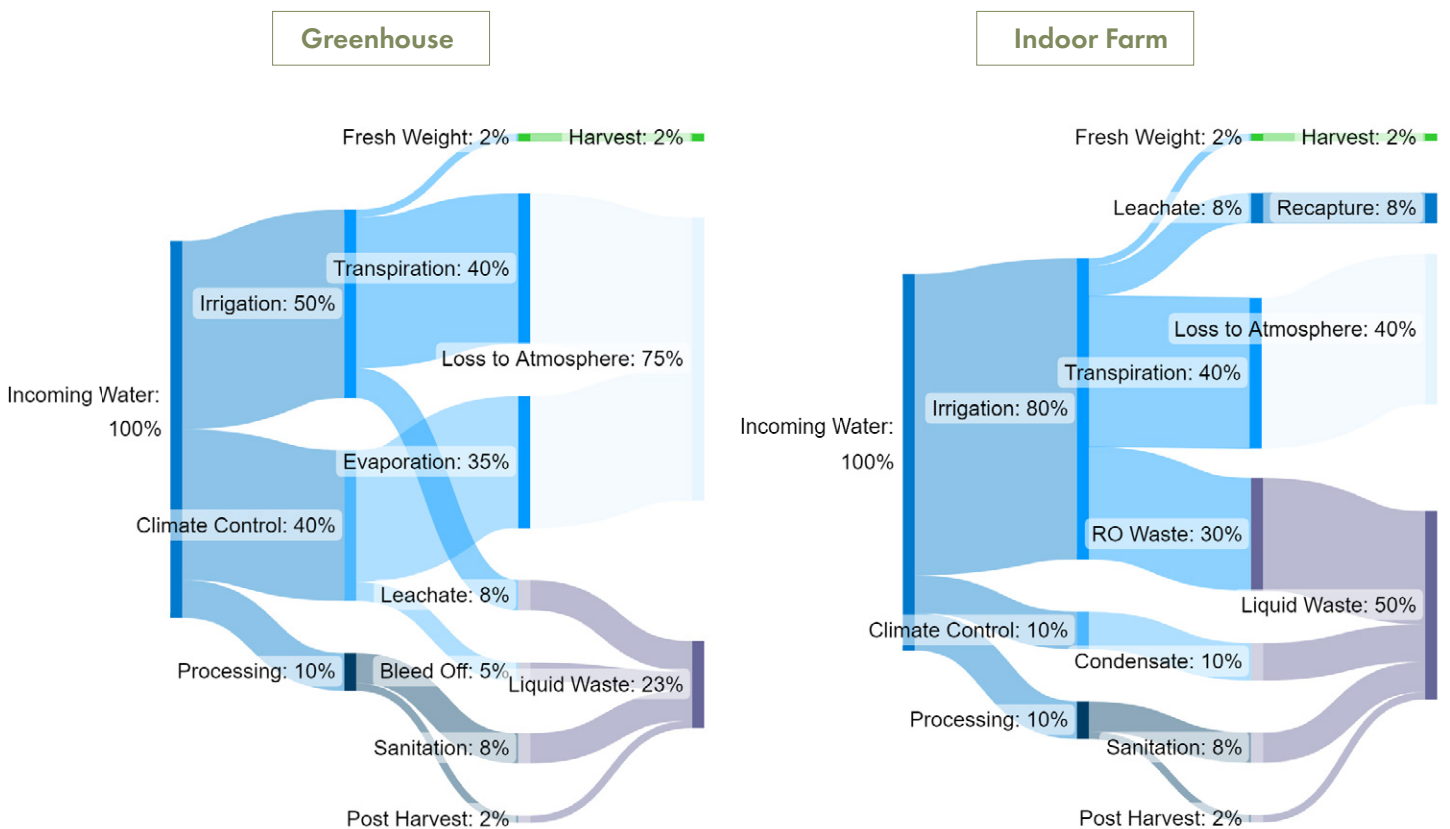 Greenhouse
Fresh Weight: 2%
Harvest: 2%
Transpiration: 40%
Irrigation: 50%
Loss to Atmosphere: 75%
Incoming Water:
100%
Evaporation: 35%
Climate Control: 40%
Leachate: 8%
Processing: 10%
Bleed Off: 5%
Liquid Waste: 23%
Sanitation: 8%
Post Harvest: 2%
Indoor Farm
Fresh Weight: 2%
Harvest: 2%
Leachate: 8%
Recapture: 8%
Loss to Atmosphere: 40%
Transpiration: 40%
Irrigation: 80%
Incoming Water:
100%
RO Waste: 30%
Liquid Waste: 50%
Climate Control: 10%
Condensate: 10%
Processing: 10%
Sanitation: 8%
Post Harvest: 2%